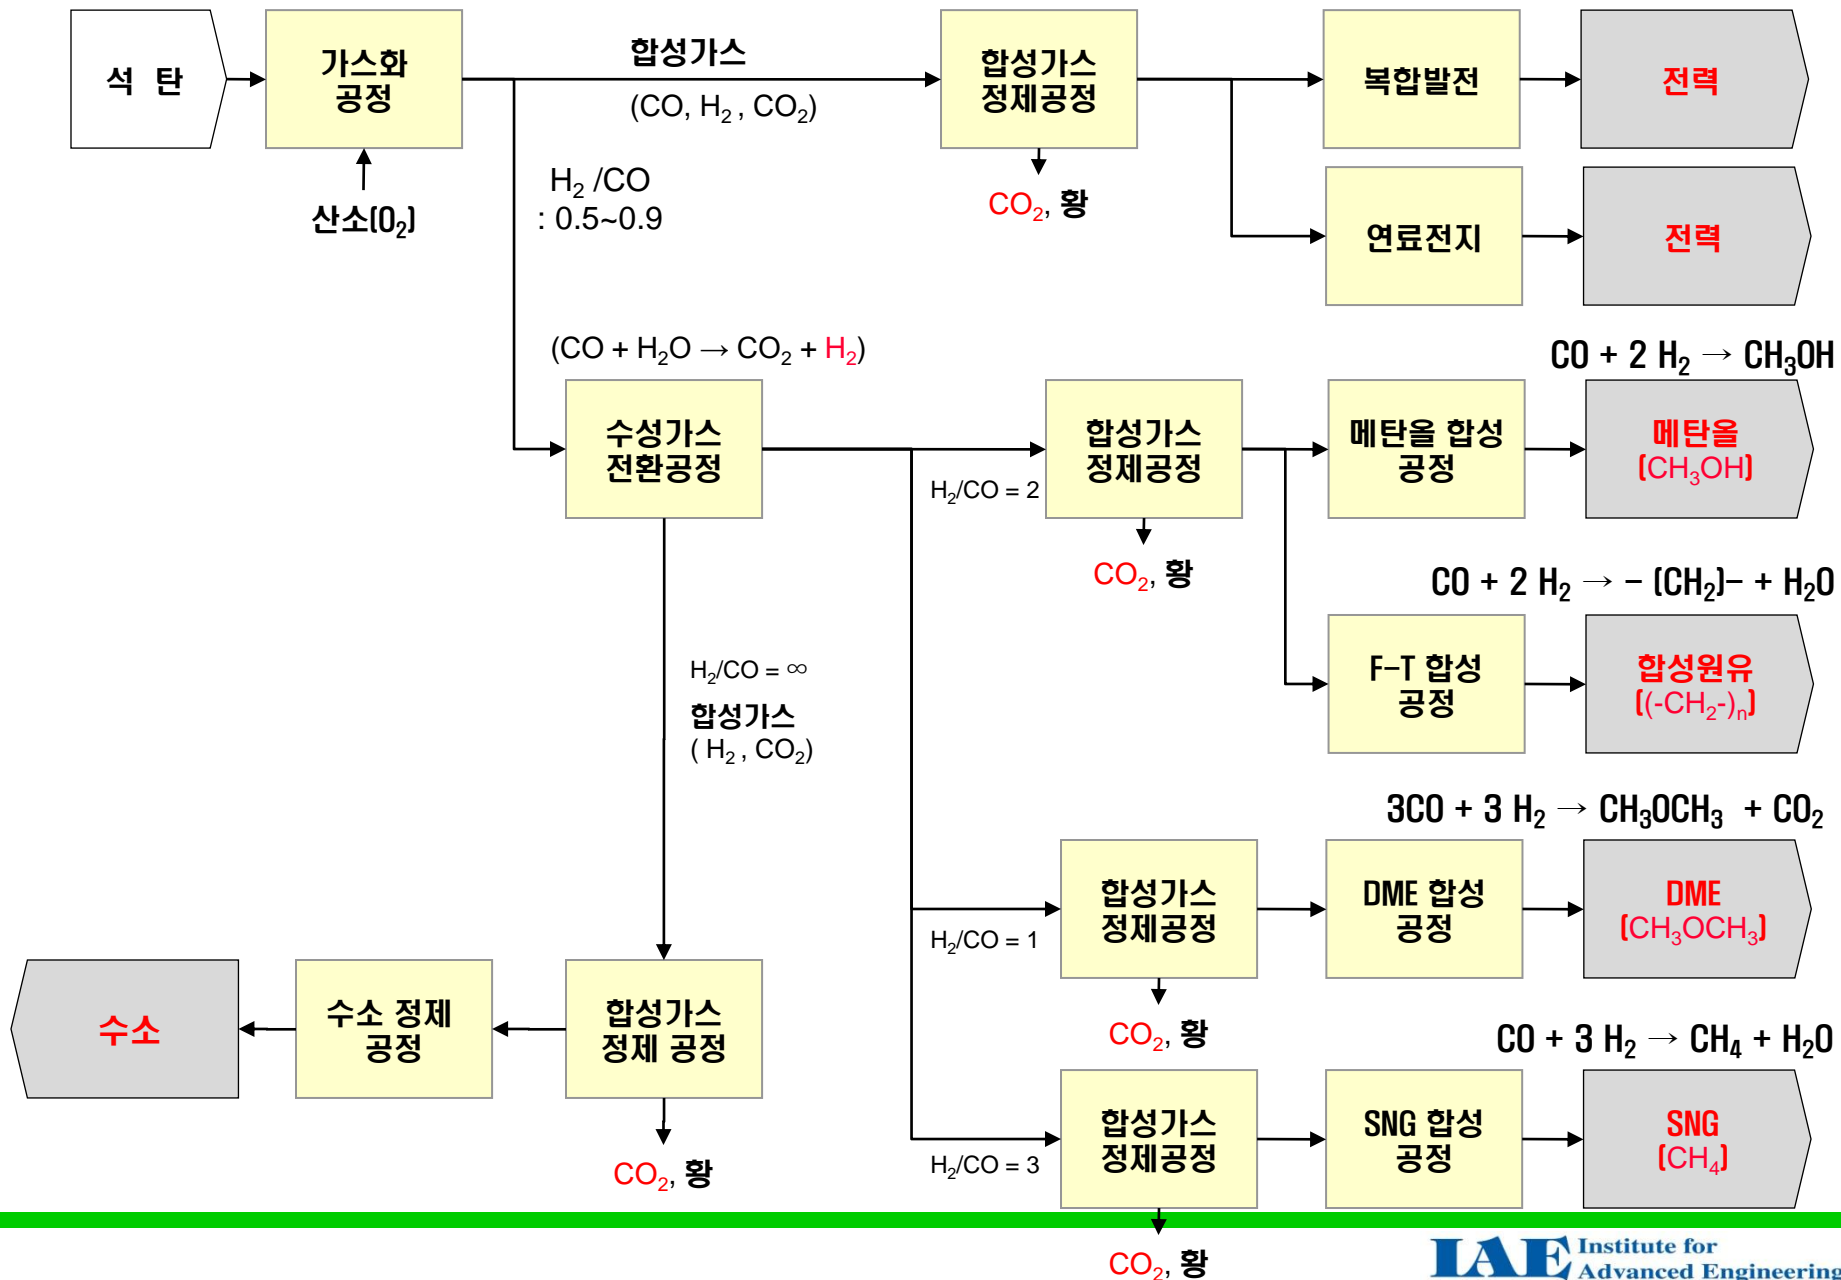 석 탄
가스화
공정
합성가스
(CO, H₂ , CO₂)
합성가스
정제공정
복합발전
전력
산소(O₂)
H₂ /CO
: 0.5~0.9
CO₂, 황
연료전지
전력
(CO + H₂O → CO₂ + H₂)
CO + 2 H₂ → CH₃OH
수성가스
전환공정
H₂/CO = 2
합성가스
정제공정
메탄올 합성
공정
메탄올
(CH₃OH)
CO₂, 황
CO + 2 H₂ → – (CH₂)– + H₂O
H₂/CO = ∞
합성가스
( H₂ , CO₂)
F–T 합성
공정
합성원유
((-CH₂-)ₙ)
3CO + 3 H₂ → CH₃OCH₃ + CO₂
H₂/CO = 1
합성가스
정제공정
DME 합성
공정
DME
(CH₃OCH₃)
CO₂, 황
수소
수소 정제
공정
합성가스
정제 공정
CO₂, 황
CO + 3 H₂ → CH₄ + H₂O
H₂/CO = 3
합성가스
정제공정
SNG 합성
공정
SNG
(CH₄)
CO₂, 황
IAE
Institute for
Advanced Engineering